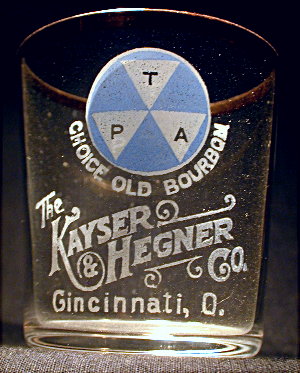 T
P A
CHOICE OLD BOURBON
The
KAYSER
& HEGNER
CO.
Cincinnati, O.